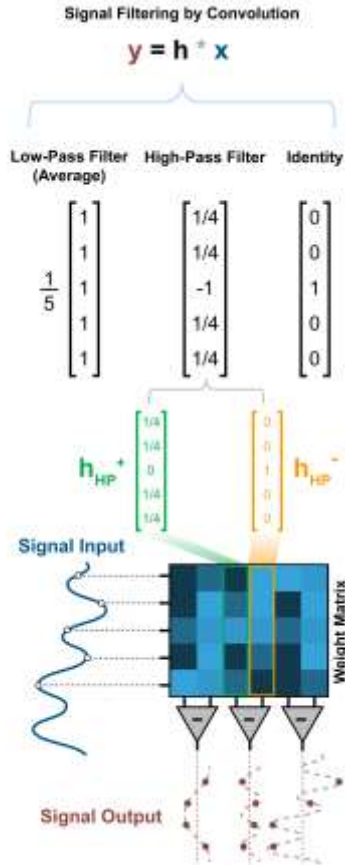 Signal Filtering by Convolution
y = h * x
Low-Pass Filter (Average)
High-Pass Filter
Identity
1/5
1
1
1
1
1
1/4
1/4
-1
1/4
1/4
0
0
1
0
0
hHP+
1/4
1/4
0
1/4
1/4
0
0
1
0
0
hHP-
Signal Input
Weight Matrix
-
-
-
Signal Output